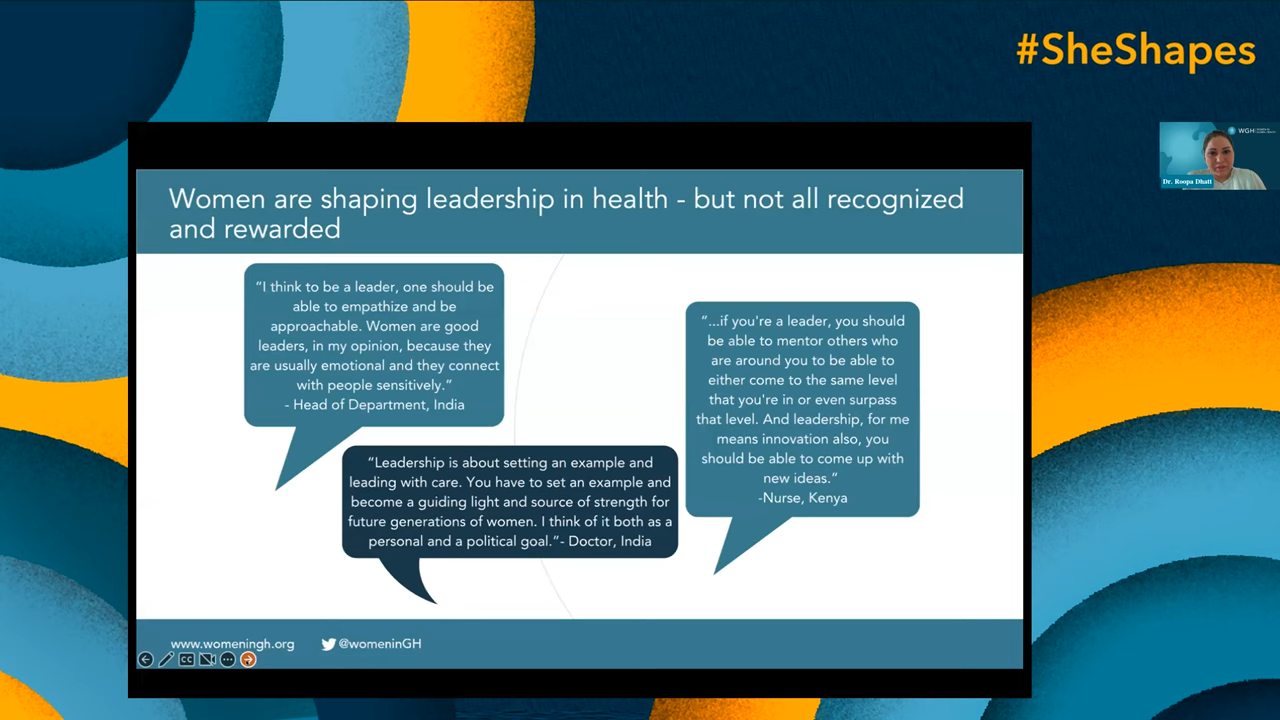 #SheShapes
WGH
Dr. Roopa Dhatt
Women are shaping leadership in health - but not all recognized
and rewarded
“I think to be a leader, one should be
able to empathize and be
approachable. Women are good
leaders, in my opinion, because they
are usually emotional and they connect
with people sensitively.”
- Head of Department, India
“...if you're a leader, you should
be able to mentor others who
are around you to be able to
either come to the same level
that you're in or even surpass
that level. And leadership, for me
means innovation also, you
should be able to come up with
new ideas.”
-Nurse, Kenya
“Leadership is about setting an example and
leading with care. You have to set an example and
become a guiding light and source of strength for
future generations of women. I think of it both as a
personal and a political goal.”- Doctor, India
www.womeningh.org
@womeninGH
CC